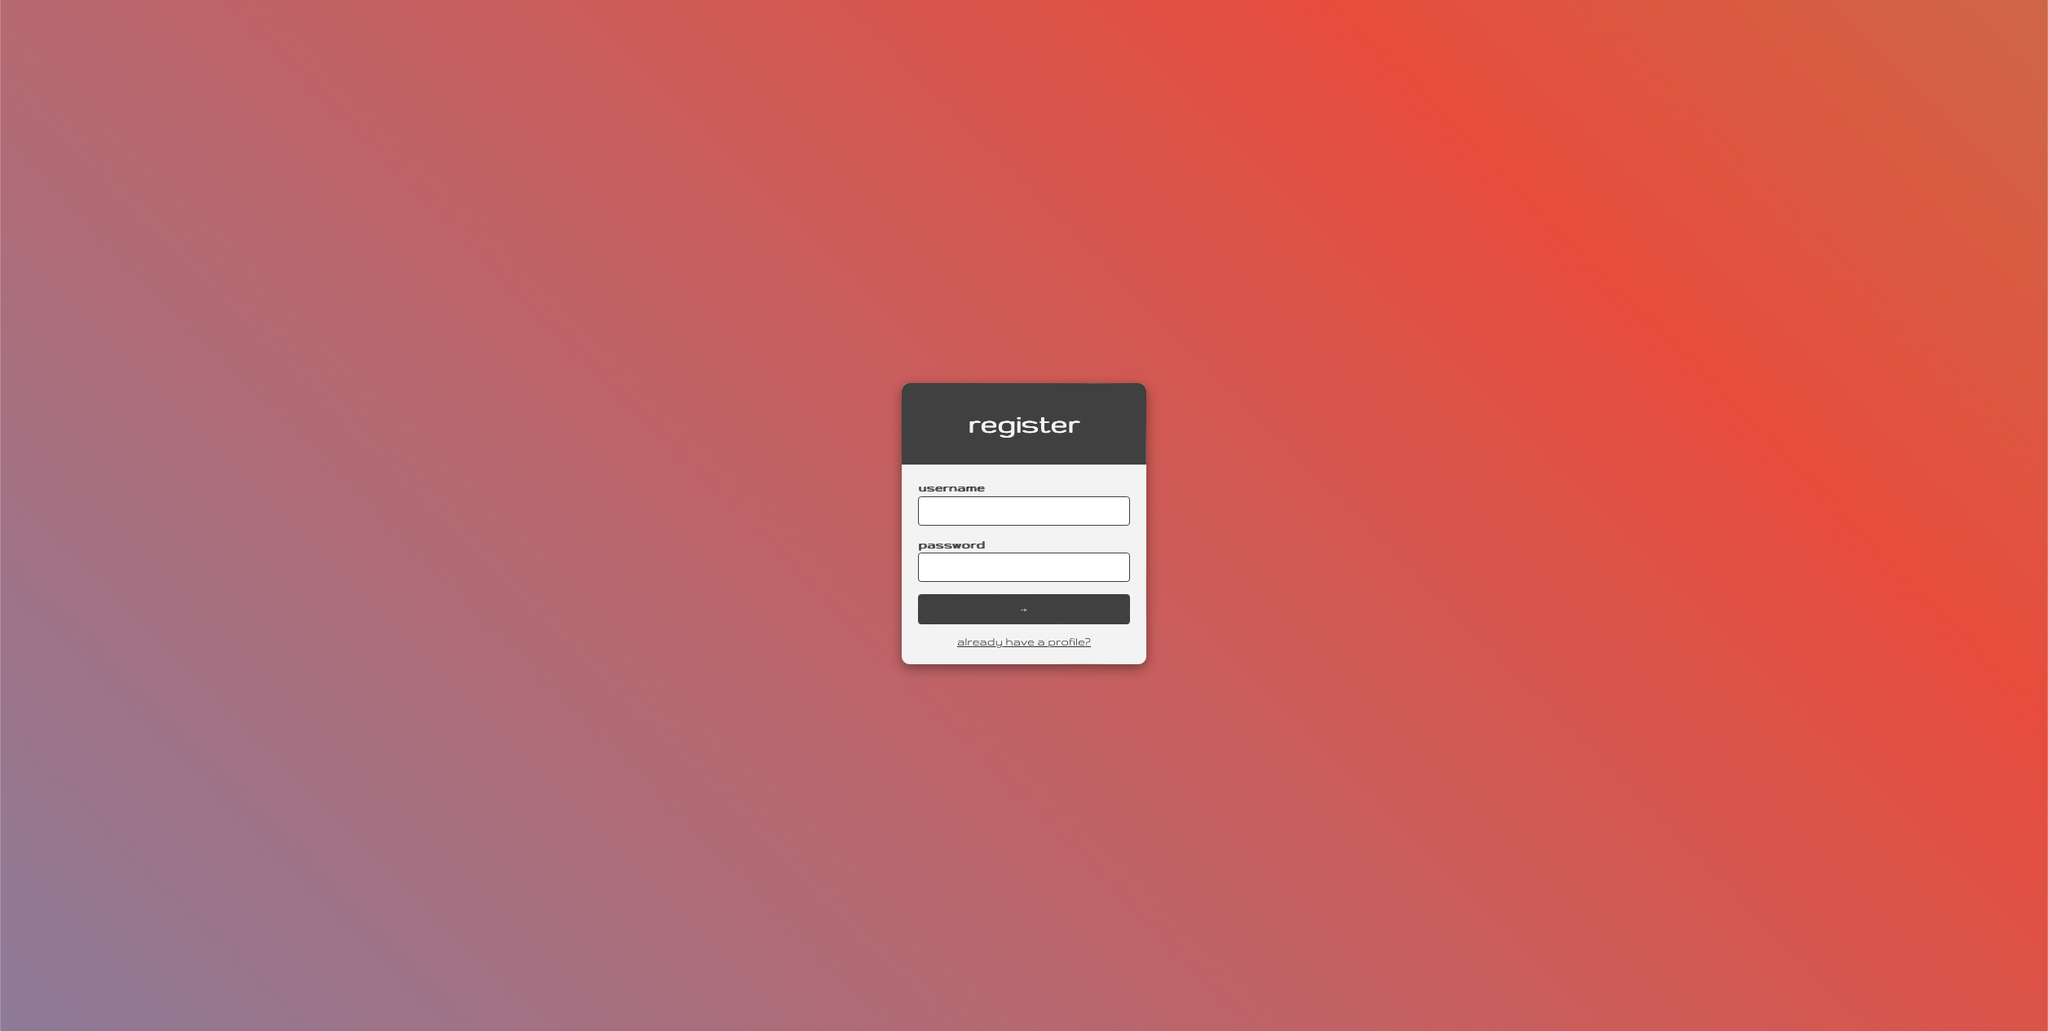 register
username
password
→
already have a profile?